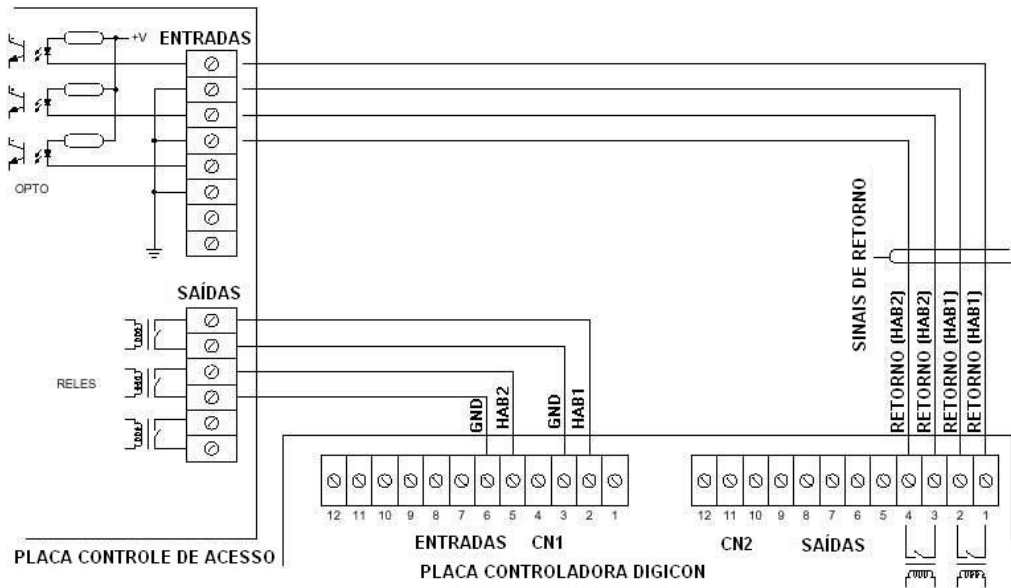 +V
ENTRADAS
OPTO
SAÍDAS
RELES
SINAIS DE RETORNO
RETORNO (HAB2)
RETORNO (HAB2)
RETORNO (HAB1)
RETORNO (HAB1)
GND
HAB2
GND
HAB1
12 11 10 9 8 7 6 5 4 3 2 1
12 11 10 9 8 7 6 5 4 3 2 1
ENTRADAS CN1
CN2 SAÍDAS
PLACA CONTROLE DE ACESSO
PLACA CONTROLADORA DIGICON